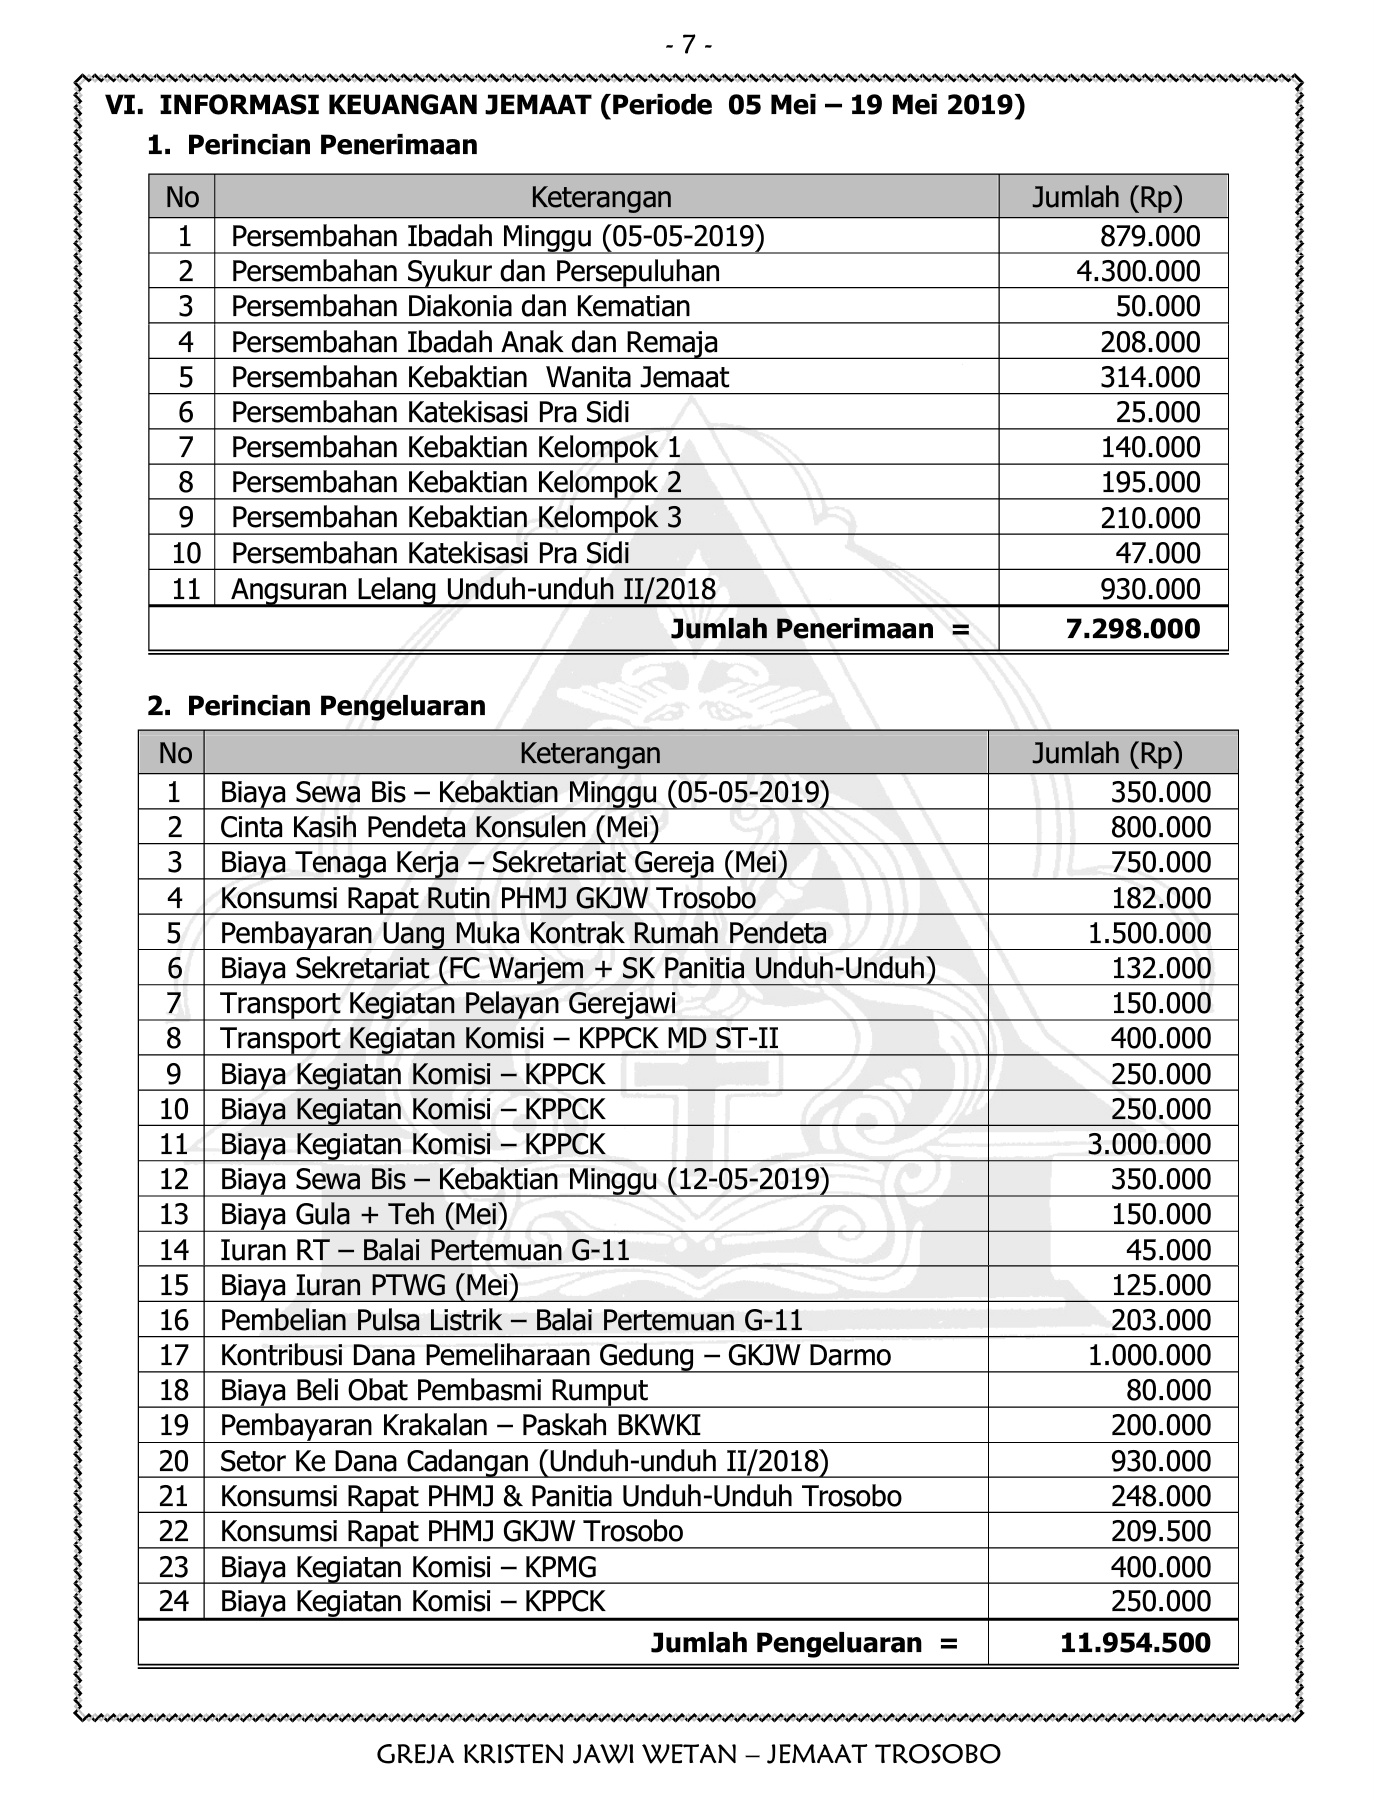 - 7 -
VI. INFORMASI KEUANGAN JEMAAT (Periode 05 Mei – 19 Mei 2019)
1. Perincian Penerimaan
No Keterangan Jumlah (Rp)
1 Persembahan Ibadah Minggu (05-05-2019) 879.000
2 Persembahan Syukur dan Persepuluhan 4.300.000
3 Persembahan Diakonia dan Kematian 50.000
4 Persembahan Ibadah Anak dan Remaja 208.000
5 Persembahan Kebaktian Wanita Jemaat 314.000
6 Persembahan Katekisasi Pra Sidi 25.000
7 Persembahan Kebaktian Kelompok 1 140.000
8 Persembahan Kebaktian Kelompok 2 195.000
9 Persembahan Kebaktian Kelompok 3 210.000
10 Persembahan Katekisasi Pra Sidi 47.000
11 Angsuran Lelang Unduh-unduh II/2018 930.000
Jumlah Penerimaan = 7.298.000
2. Perincian Pengeluaran
No Keterangan Jumlah (Rp)
1 Biaya Sewa Bis – Kebaktian Minggu (05-05-2019) 350.000
2 Cinta Kasih Pendeta Konsulen (Mei) 800.000
3 Biaya Tenaga Kerja – Sekretariat Gereja (Mei) 750.000
4 Konsumsi Rapat Rutin PHMJ GKJW Trosobo 182.000
5 Pembayaran Uang Muka Kontrak Rumah Pendeta 1.500.000
6 Biaya Sekretariat (FC Warjem + SK Panitia Unduh-Unduh) 132.000
7 Transport Kegiatan Pelayan Gerejawi 150.000
8 Transport Kegiatan Komisi – KPPCK MD ST-II 400.000
9 Biaya Kegiatan Komisi – KPPCK 250.000
10 Biaya Kegiatan Komisi – KPPCK 250.000
11 Biaya Kegiatan Komisi – KPPCK 3.000.000
12 Biaya Sewa Bis – Kebaktian Minggu (12-05-2019) 350.000
13 Biaya Gula + Teh (Mei) 150.000
14 Iuran RT – Balai Pertemuan G-11 45.000
15 Biaya Iuran PTWG (Mei) 125.000
16 Pembelian Pulsa Listrik – Balai Pertemuan G-11 203.000
17 Kontribusi Dana Pemeliharaan Gedung – GKJW Darmo 1.000.000
18 Biaya Beli Obat Pembasmi Rumput 80.000
19 Pembayaran Krakalan – Paskah BKWKI 200.000
20 Setor Ke Dana Cadangan (Unduh-unduh II/2018) 930.000
21 Konsumsi Rapat PHMJ & Panitia Unduh-Unduh Trosobo 248.000
22 Konsumsi Rapat PHMJ GKJW Trosobo 209.500
23 Biaya Kegiatan Komisi – KPMG 400.000
24 Biaya Kegiatan Komisi – KPPCK 250.000
Jumlah Pengeluaran = 11.954.500
GREJA KRISTEN JAWI WETAN – JEMAAT TROSOBO